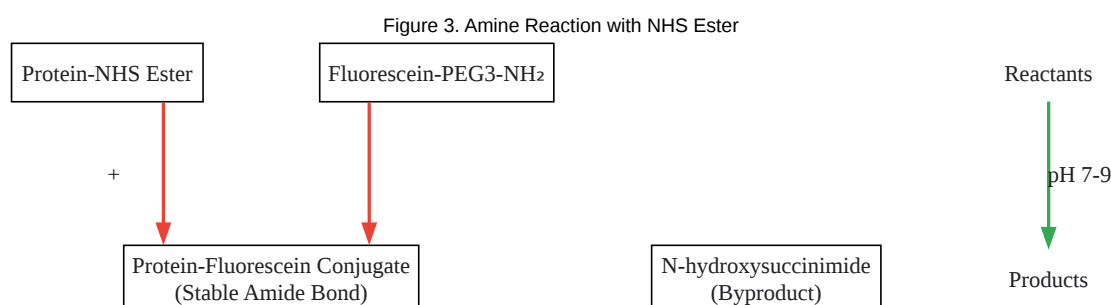 Figure 3. Amine Reaction with NHS Ester
Protein-NHS Ester
Fluorescein-PEG3-NH₂
Reactants
+
pH 7-9
Protein-Fluorescein Conjugate
(Stable Amide Bond)
N-hydroxysuccinimide
(Byproduct)
Products